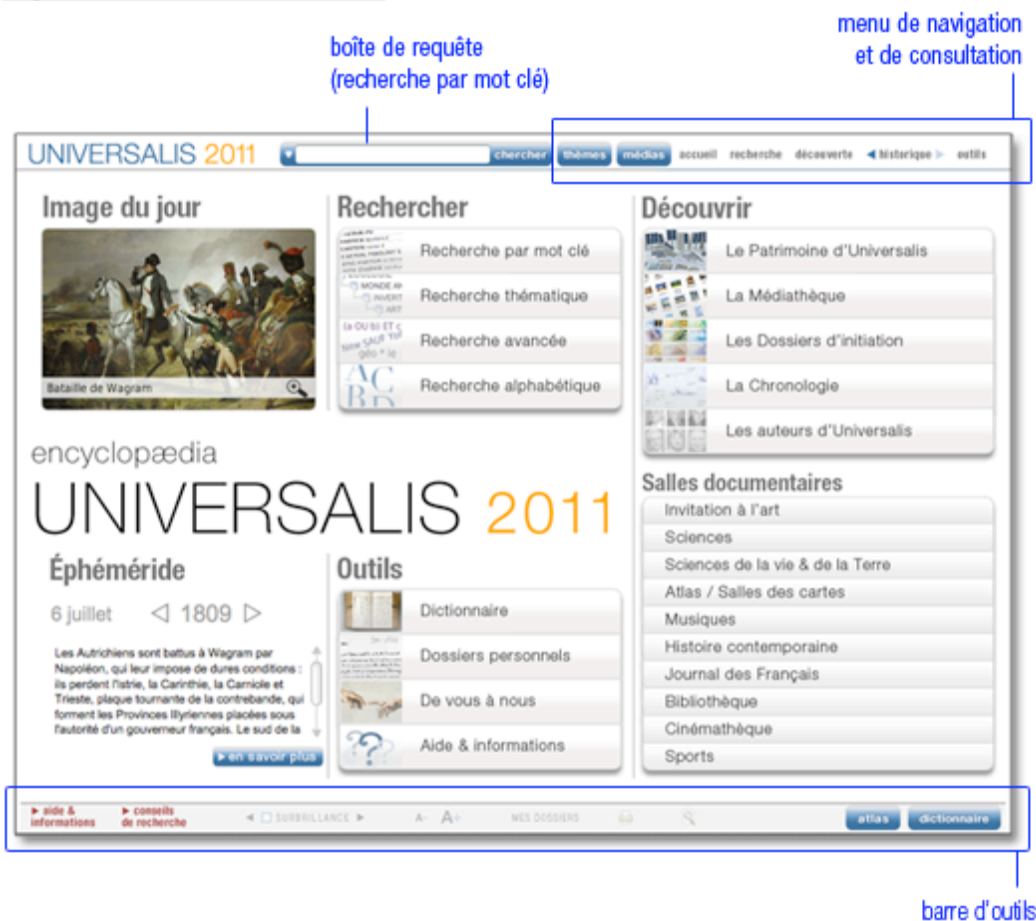 menu de navigation
et de consultation
boîte de requête
(recherche par mot clé)
UNIVERSALIS 2011
chercher
thèmes
médias
accueil
recherche
découverte
historique
outils
Image du jour
Bataille de Wagram
Rechercher
Recherche par mot clé
Recherche thématique
Recherche avancée
Recherche alphabétique
Découvrir
Le Patrimoine d'Universalis
La Médiathèque
Les Dossiers d'initiation
La Chronologie
Les auteurs d'Universalis
encyclopædia
UNIVERSALIS 2011
Salles documentaires
Invitation à l'art
Sciences
Sciences de la vie & de la Terre
Atlas / Salles des cartes
Musiques
Histoire contemporaine
Journal des Français
Bibliothèque
Cinémathèque
Sports
Éphéméride
6 juillet
1809
Les Autrichiens sont battus à Wagram par
Napoléon, qui leur impose de dures conditions :
ils perdent l'Istrie, la Carinthie, la Carniole et
Trieste, plaque tournante de la contrebande, qui
forment les Provinces Illyriennes placées sous
l'autorité d'un gouverneur français. Le sud de la
en savoir plus
Outils
Dictionnaire
Dossiers personnels
De vous à nous
Aide & informations
aide &
informations
conseils
de recherche
SURBRILLANCE
A-
A+
MES DOSSIERS
atlas
dictionnaire
barre d'outils